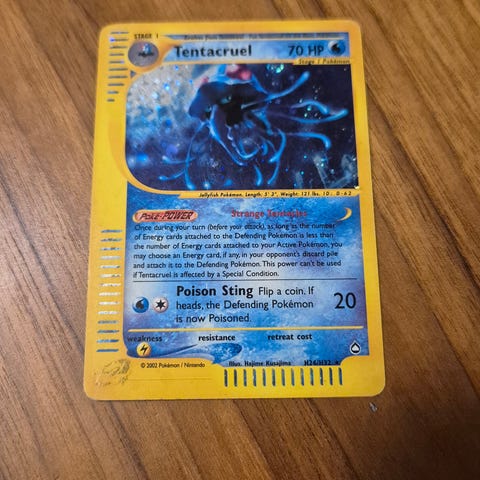 STAGE 1
Tentacruel 70 HP
Stage 1 Pokémon
Jellyfish Pokémon. Length: 5' 3", Weight: 121 lbs.
POKé-POWER Strange Tentacles
Once during your turn (before your attack), as long as the number
of Energy cards attached to the Defending Pokémon is less than
the number of Energy cards attached to your Active Pokémon, you
may choose an Energy card, if any, in your opponent's discard pile
and attach it to the Defending Pokémon. This power can't be used
if Tentacruel is affected by a Special Condition.
Poison Sting Flip a coin. If
heads, the Defending Pokémon
is now Poisoned.
20
weakness resistance retreat cost
Illus. Hajime Kusajima H26/H32
© 2002 Pokémon / Nintendo